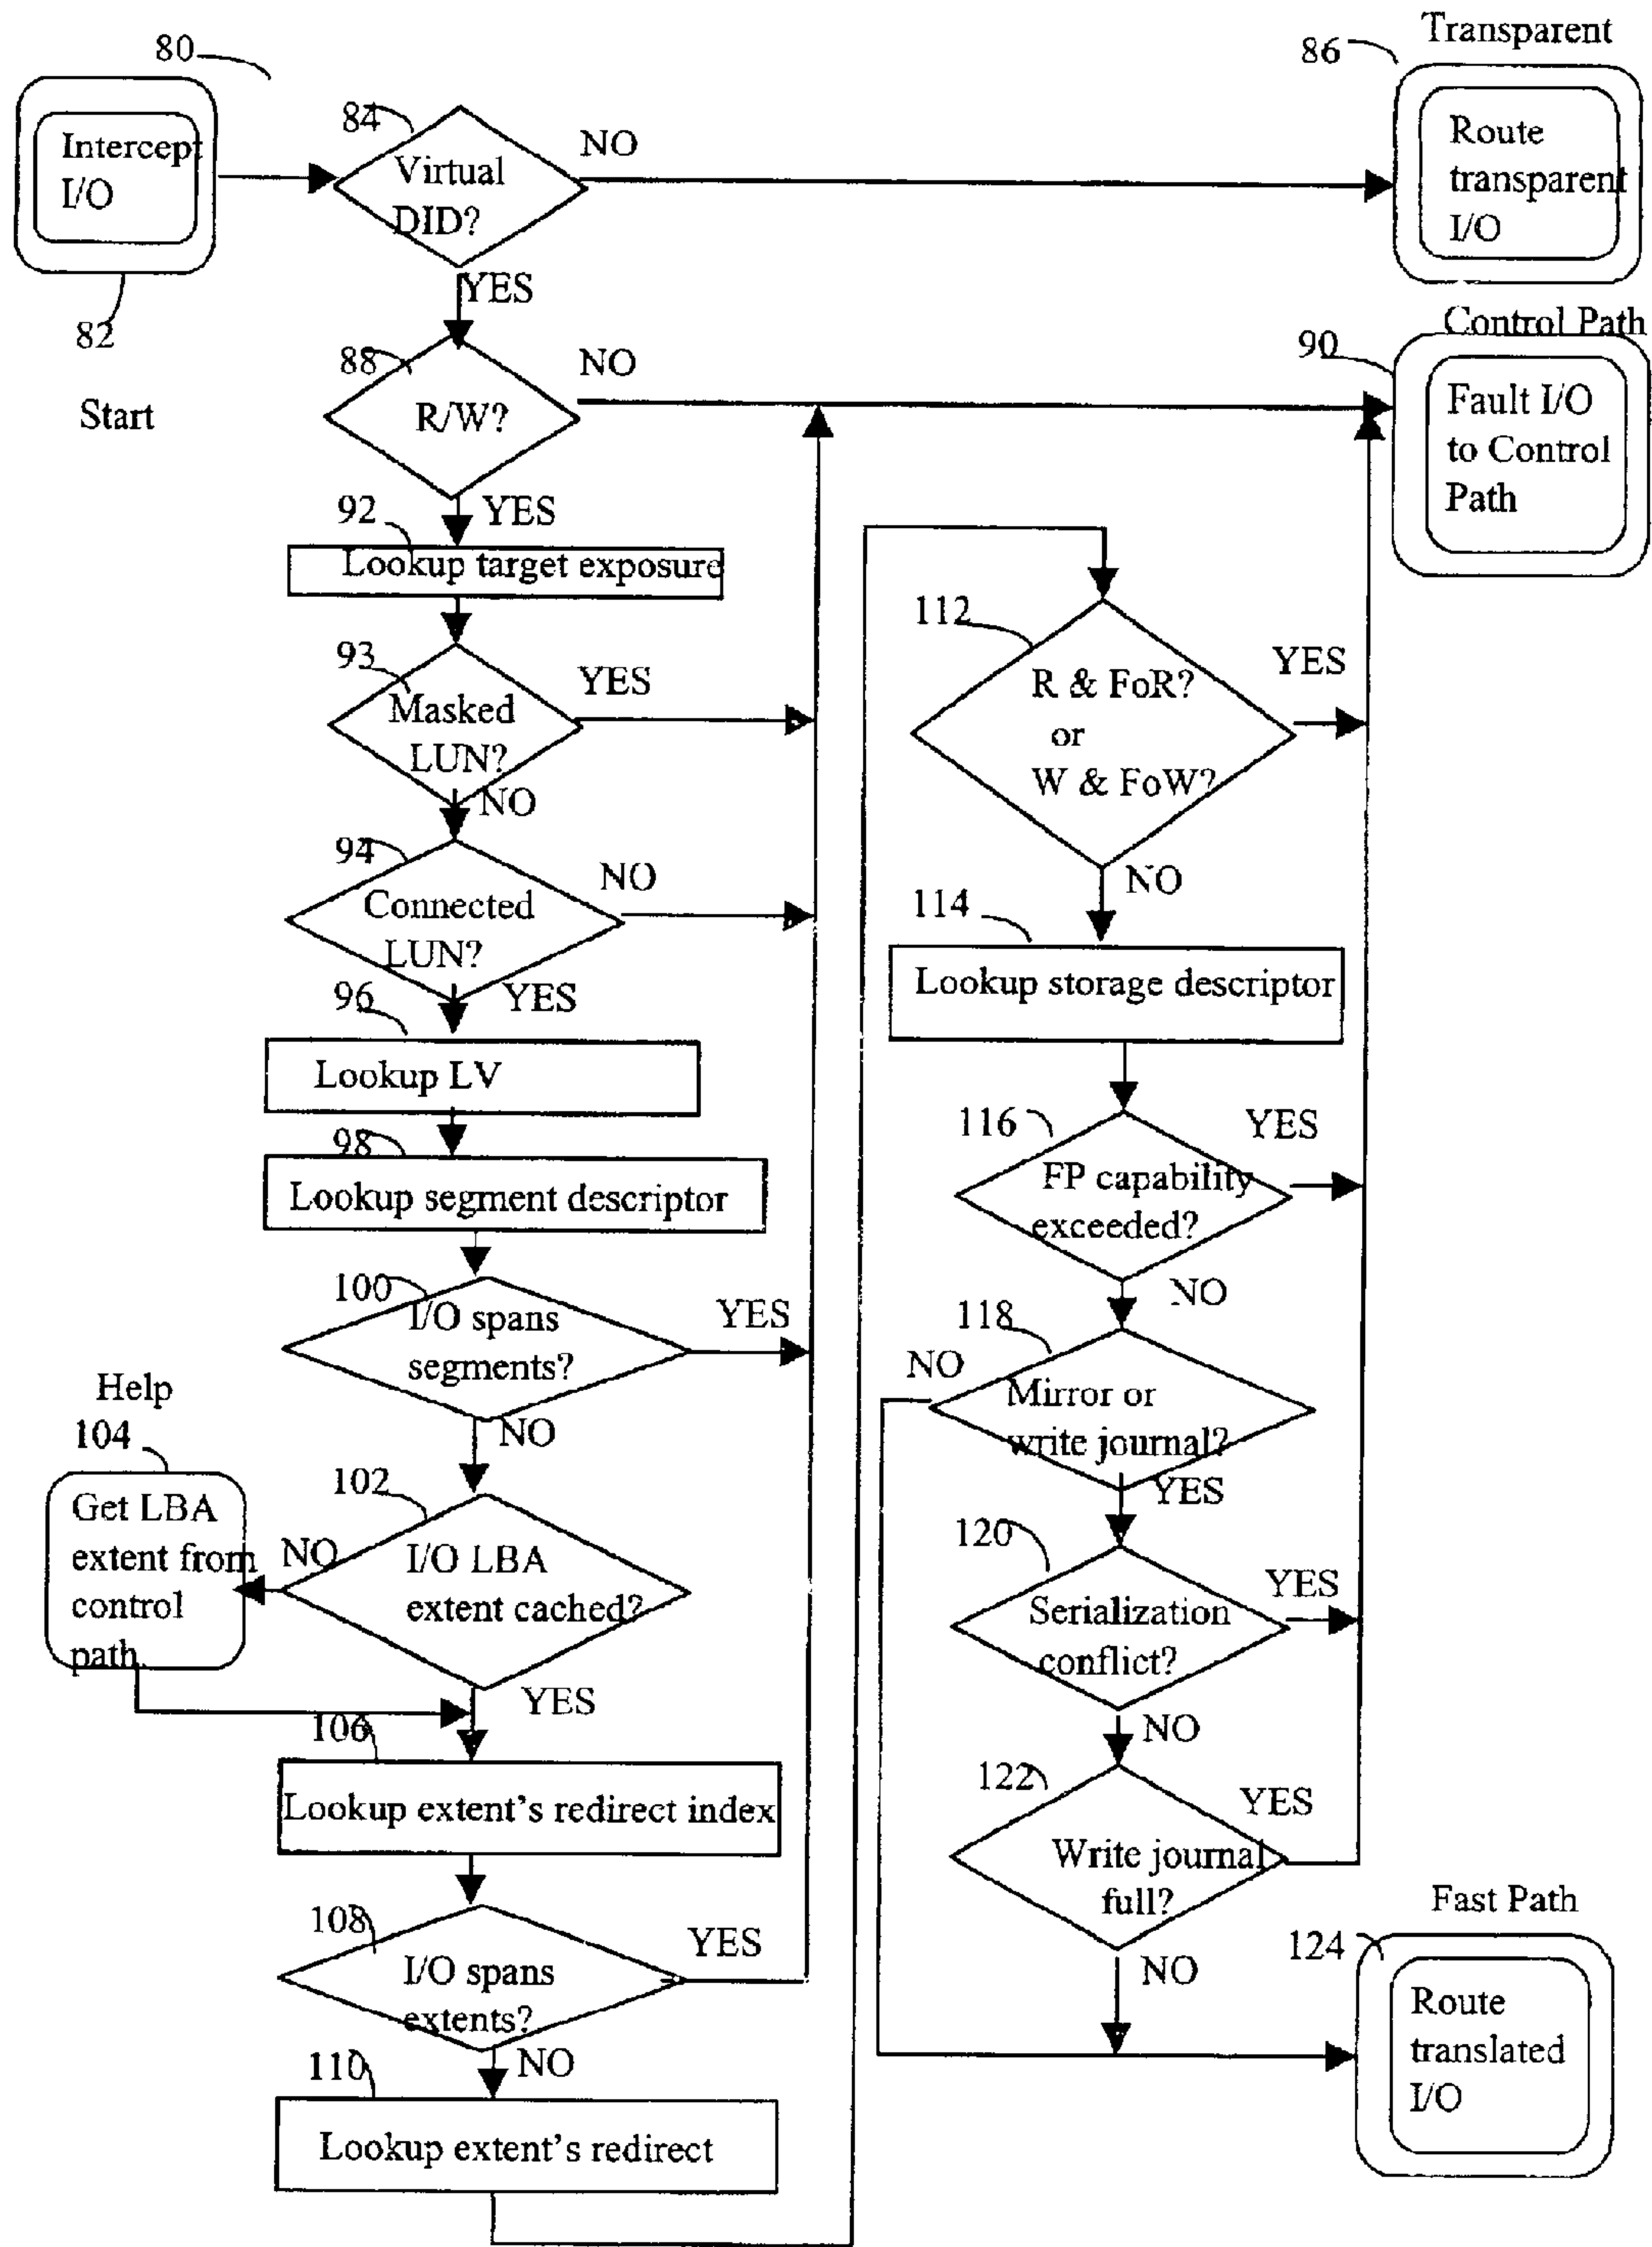 80
Transparent
86
Intercept
I/O
84
Virtual
DID?
NO
Route
transparent
I/O
YES
82
Start
88
R/W?
NO
Control Path
90
Fault I/O
to Control
Path
YES
92
Lookup target exposure
93
Masked
LUN?
YES
NO
94
Connected
LUN?
NO
YES
96
Lookup LV
98
Lookup segment descriptor
100
I/O spans
segments?
YES
NO
Help
104
Get LBA
extent from
control
path.
NO
102
I/O LBA
extent cached?
YES
106
Lookup extent's redirect index
108
I/O spans
extents?
YES
NO
110
Lookup extent's redirect
112
R & FoR?
or
W & FoW?
YES
NO
114
Lookup storage descriptor
116
FP capability
exceeded?
YES
NO
118
NO
Mirror or
write journal?
YES
120
Serialization
conflict?
YES
NO
122
Write journal
full?
YES
NO
Fast Path
124
Route
translated
I/O